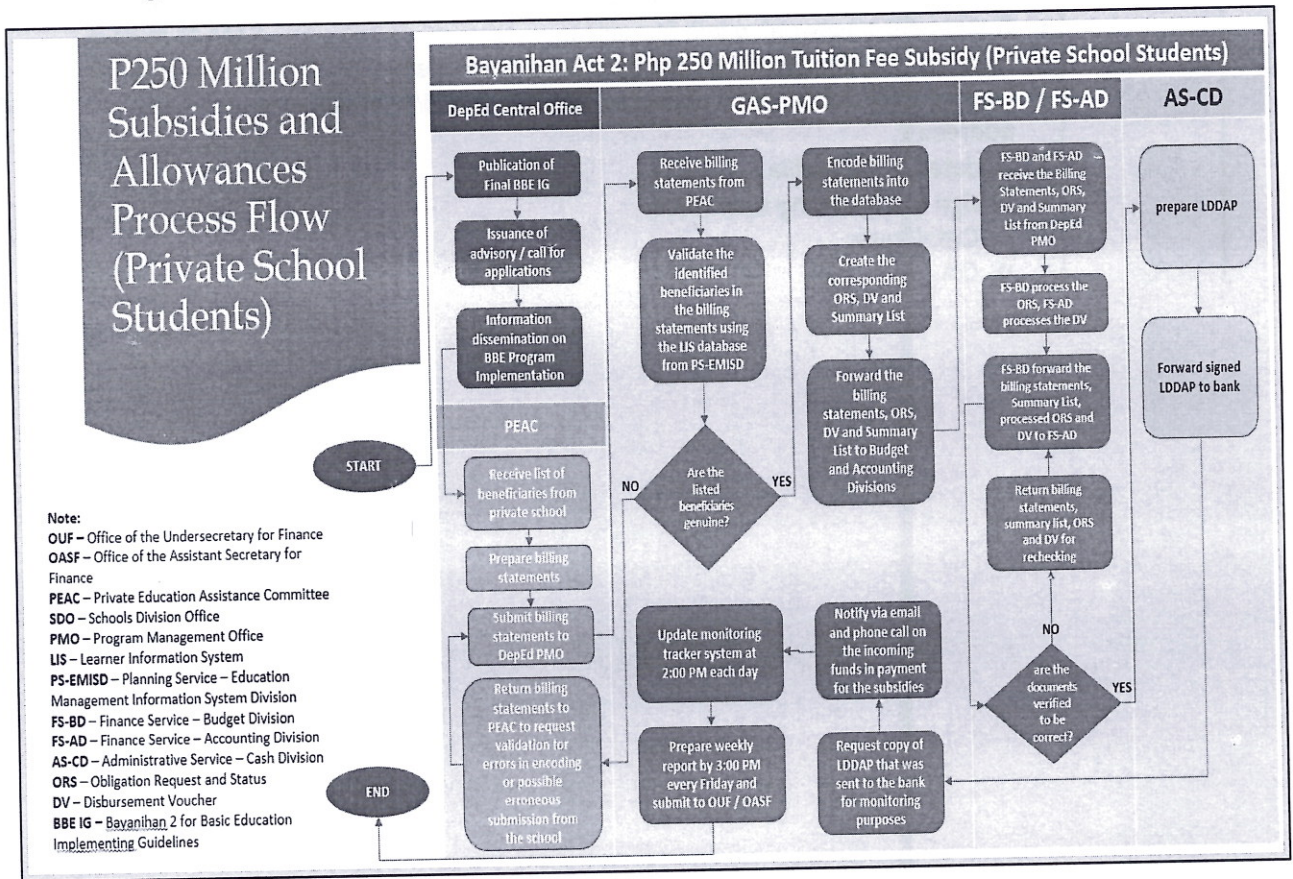 P250 Million
Subsidies and
Allowances
Process Flow
(Private School
Students)
Note:
OUF – Office of the Undersecretary for Finance
OASF – Office of the Assistant Secretary for
Finance
PEAC – Private Education Assistance Committee
SDO – Schools Division Office
PMO – Program Management Office
LIS – Learner Information System
PS-EMISD – Planning Service – Education
Management Information System Division
FS-BD – Finance Service – Budget Division
FS-AD – Finance Service – Accounting Division
AS-CD – Administrative Service – Cash Division
ORS – Obligation Request and Status
DV – Disbursement Voucher
BBE IG – Bayanihan 2 for Basic Education
Implementing Guidelines
START
END
Bayanihan Act 2: Php 250 Million Tuition Fee Subsidy (Private School Students)
DepEd Central Office
Publication of
Final BBE IG
Issuance of
advisory / call for
applications
Information
dissemination on
BBE Program
Implementation
PEAC
Receive list of
beneficiaries from
private school
Prepare billing
statements
Submit billing
statements to
DepEd PMO
Return billing
statements to
PEAC to request
validation for
errors in encoding
or possible
erroneous
submission from
the school
GAS-PMO
Receive billing
statements from
PEAC
Validate the
identified
beneficiaries in
the billing
statements using
the LIS database
from PS-EMISD
Are the
listed
beneficiaries
genuine?
NO
YES
Encode billing
statements into
the database
Create the
corresponding
ORS, DV and
Summary List
Forward the
billing
statements, ORS,
DV and Summary
List to Budget
and Accounting
Divisions
Update monitoring
tracker system at
2:00 PM each day
Prepare weekly
report by 3:00 PM
every Friday and
submit to OUF / OASF
Notify via email
and phone call on
the incoming
funds in payment
for the subsidies
Request copy of
LDDAP that was
sent to the bank
for monitoring
purposes
FS-BD / FS-AD
FS-BD and FS-AD
receive the Billing
Statements, ORS,
DV and Summary
List from DepEd
PMO
FS-BD process the
ORS, FS-AD
processes the DV
FS-BD forward the
billing statements,
Summary List,
processed ORS and
DV to FS-AD
Return billing
statements,
summary list, ORS
and DV for
rechecking
NO
are the
documents
verified
to be
correct?
YES
AS-CD
prepare LDDAP
Forward signed
LDDAP to bank